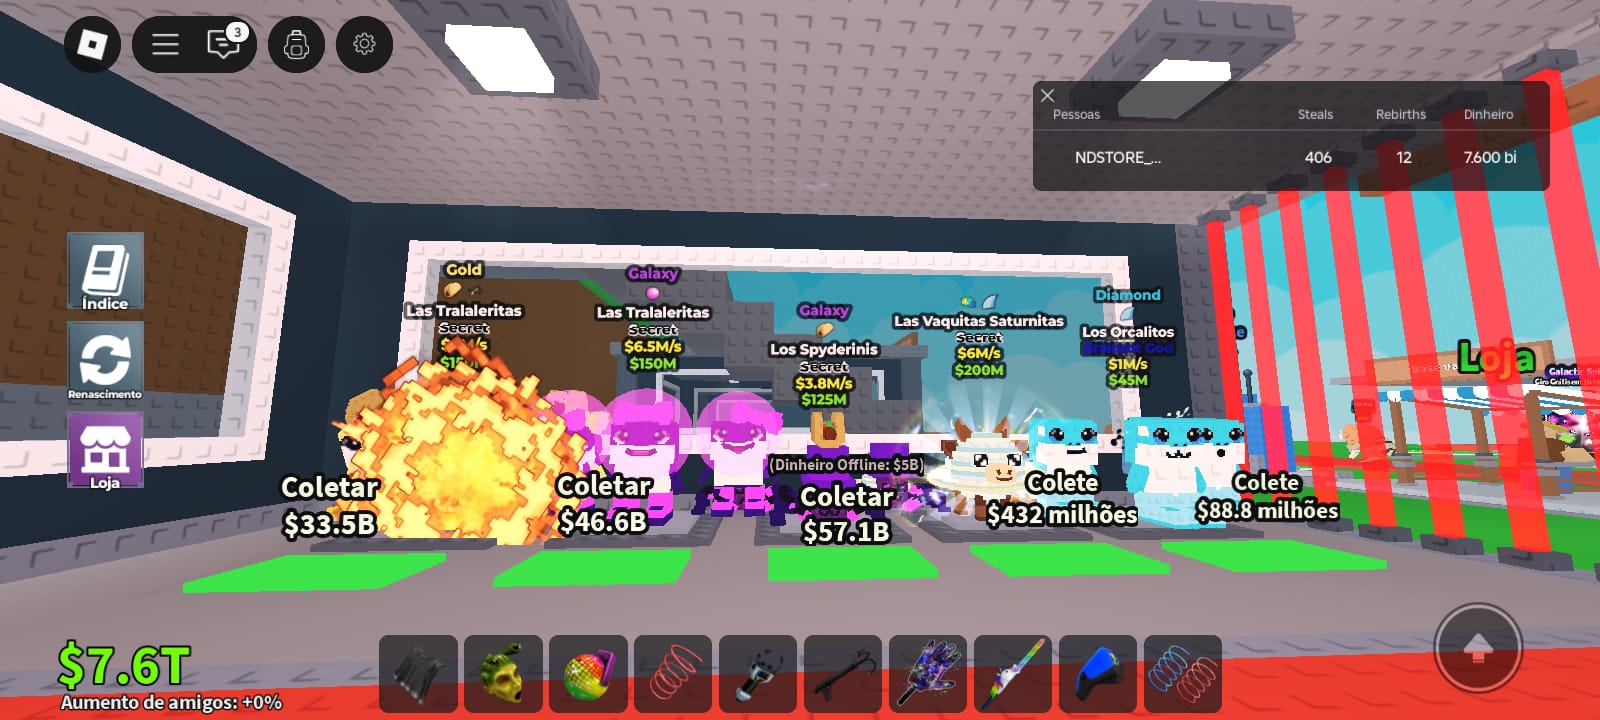 3
Pessoas Steals Rebirths Dinheiro
NDSTORE_... 406 12 7.600 bi
Índice
Renascimento
Loja
Gold
Las Tralaleritas
Secret
Galaxy
Las Tralaleritas
Secret
$6.5M/s
$150M
Galaxy
Los Spyderinis
Secret
$3.8M/s
$125M
Las Vaquitas Saturnitas
Secret
$6M/s
$200M
Diamond
Los Orcalitos
Brainrot God
$1M/s
$45M
Loja
Coletar
$33.5B
Coletar
$46.6B
(Dinheiro Offline: $5B)
Coletar
$57.1B
Colete
$432 milhões
Colete
$88.8 milhões
$7.6T
Aumento de amigos: +0%